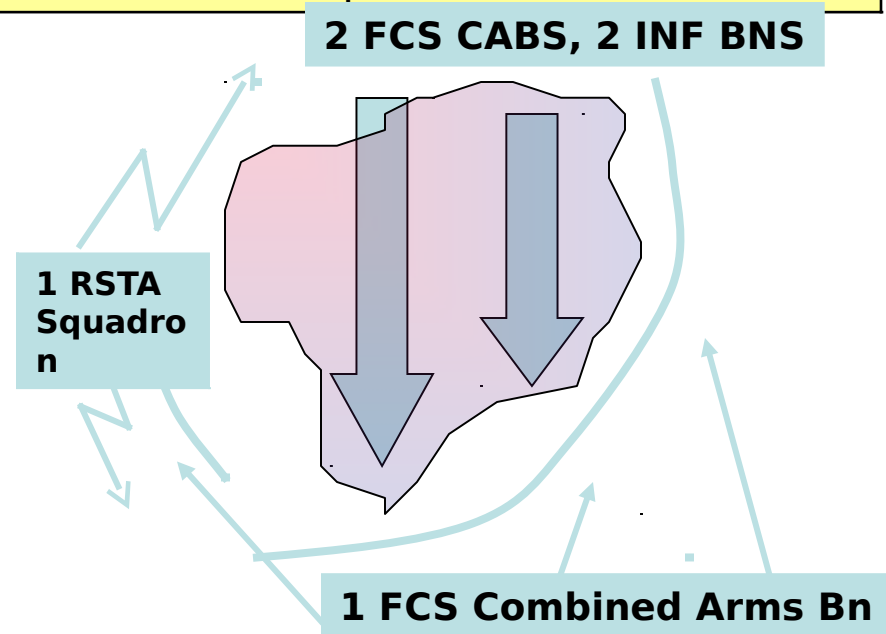 2 FCS CABS, 2 INF BNS
1 RSTA
Squadro
n
1 FCS Combined Arms Bn